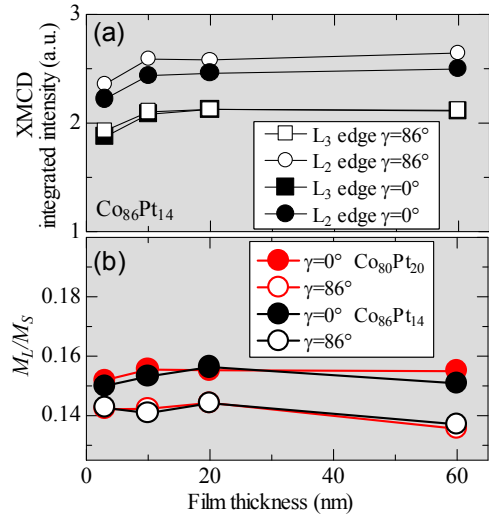 (a)
XMCD
integrated intensity (a.u.)
3
2
1
L3 edge γ=86°
L2 edge γ=86°
L3 edge γ=0°
L2 edge γ=0°
Co86Pt14
(b)
ML/MS
0.18
0.16
0.14
γ=0° Co80Pt20
γ=86°
γ=0° Co86Pt14
γ=86°
0 20 40 60
Film thickness (nm)